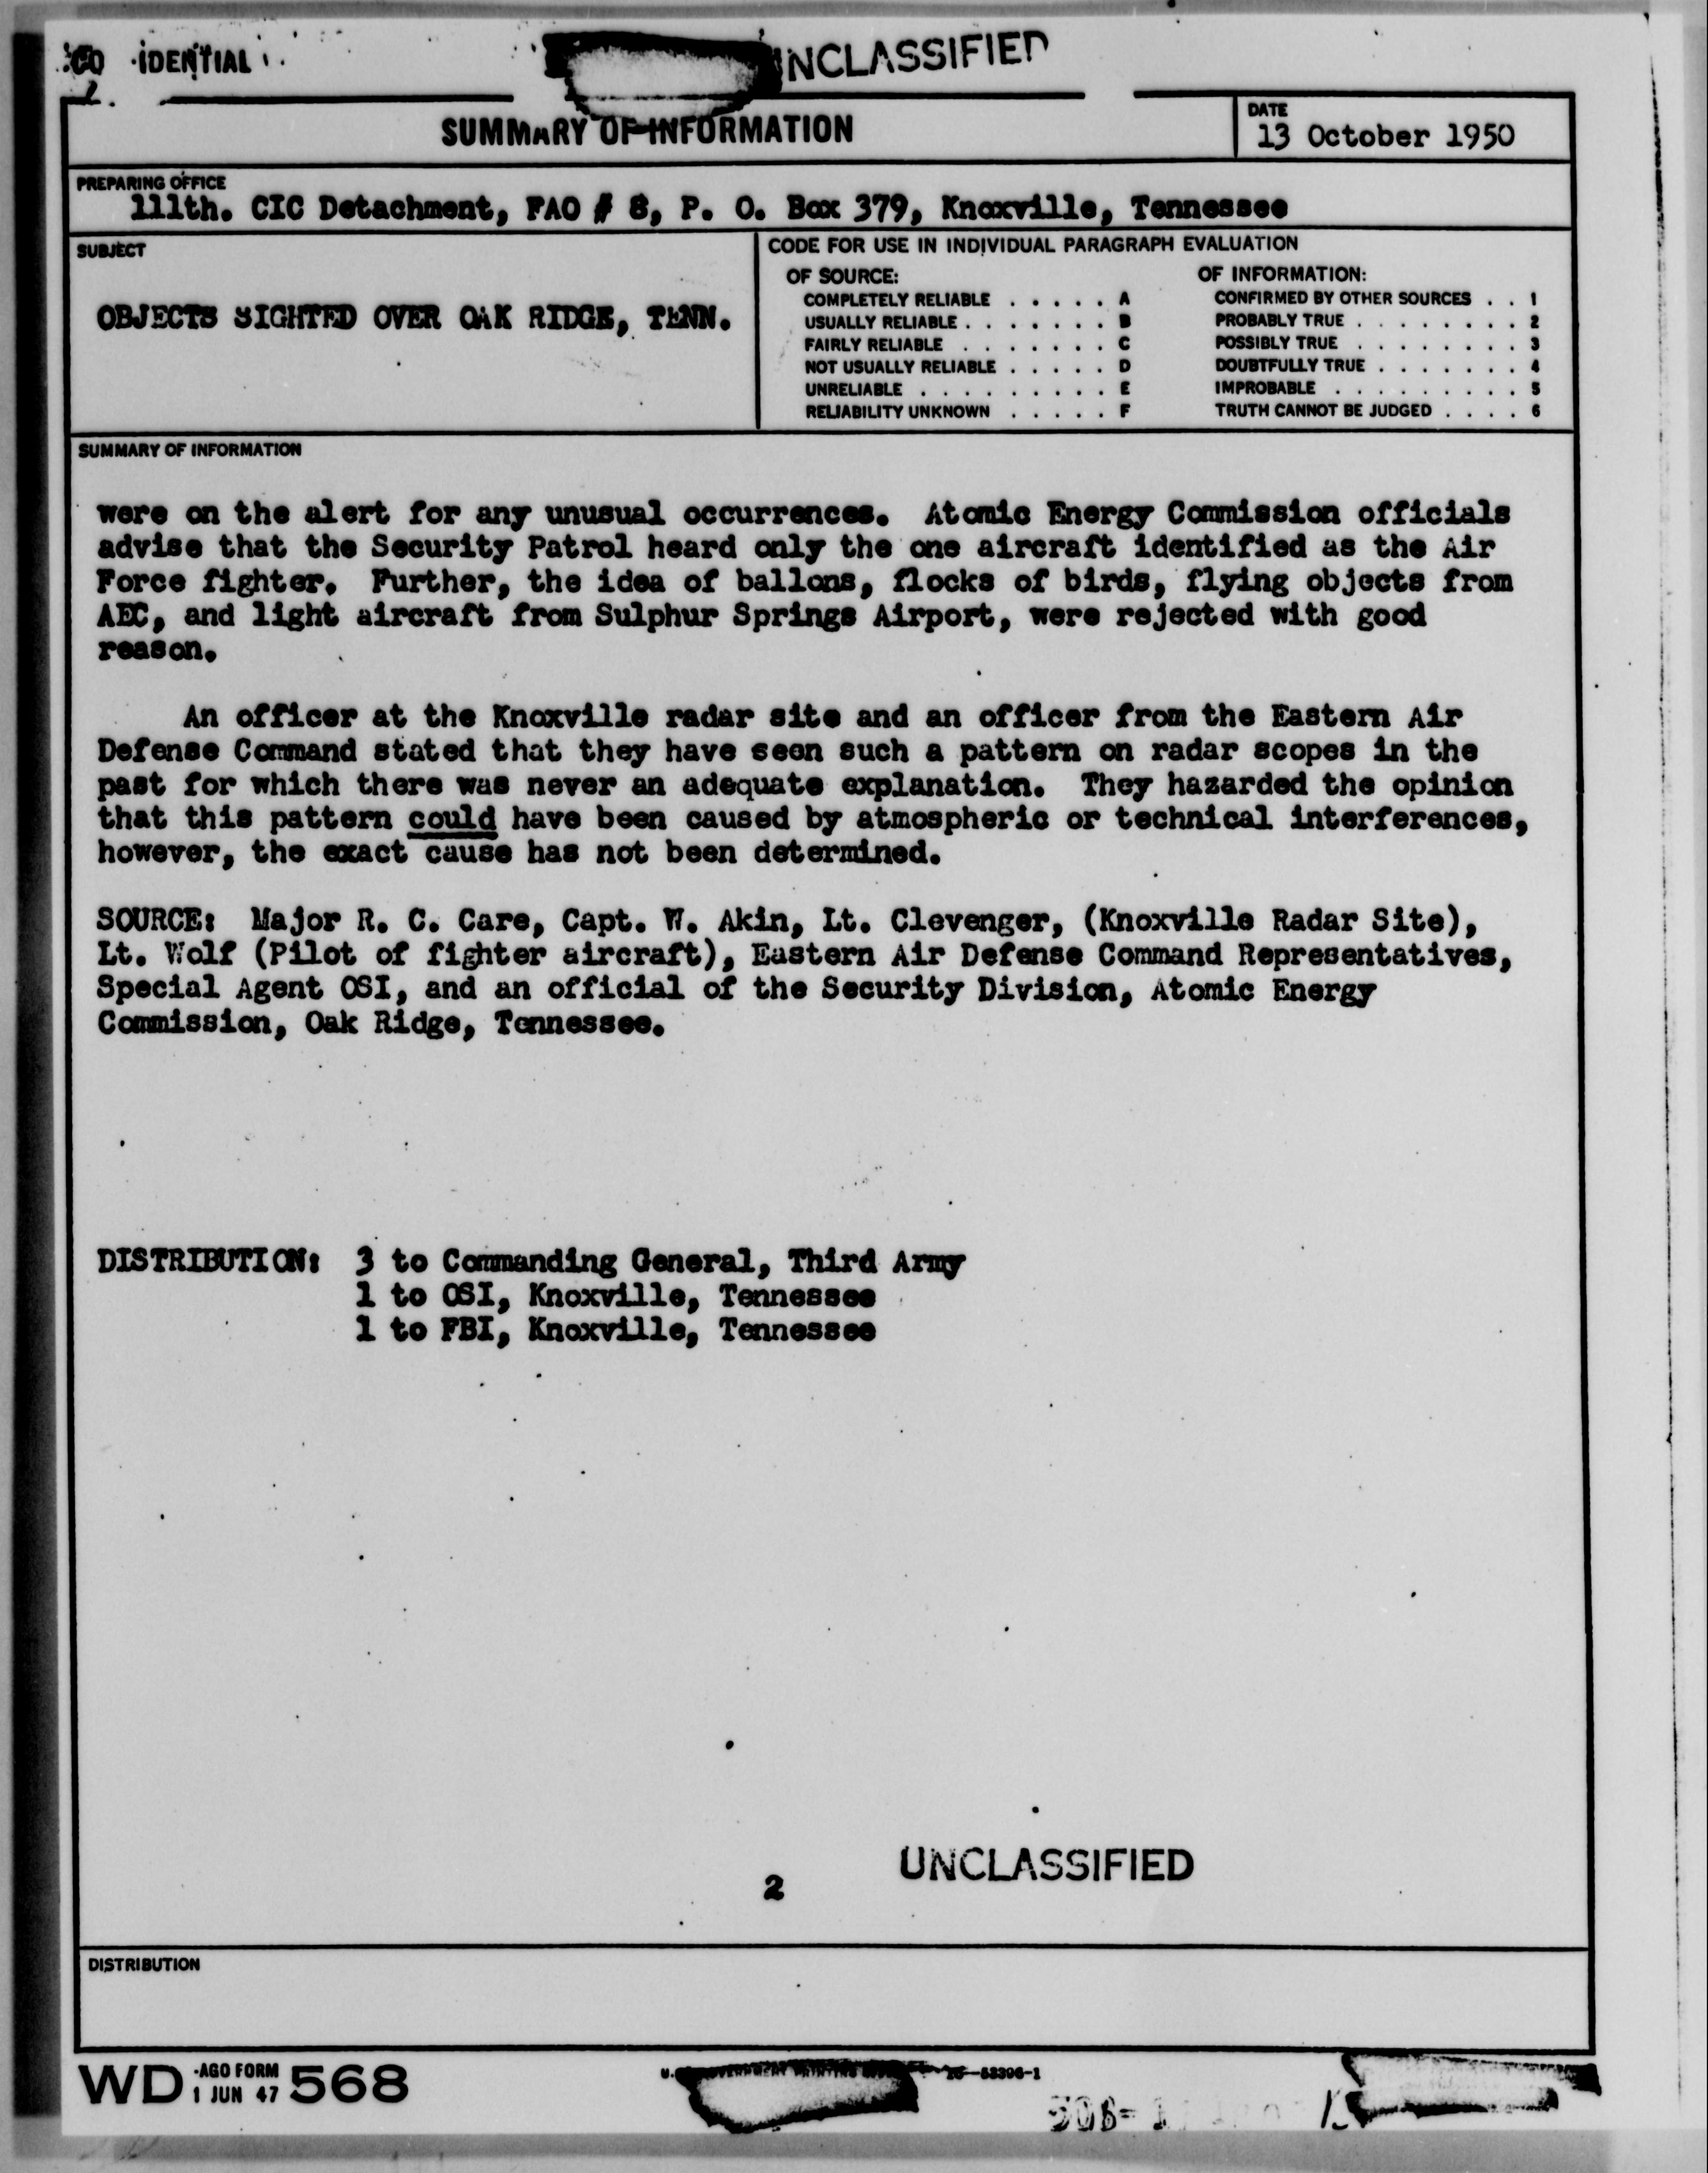 IDENTIAL
NCLASSIFIED
2.
SUMMARY OF INFORMATION
DATE
13 October 1950
PREPARING OFFICE
111th. CIC Detachment, FAO # 8, P. O. Box 379, Knoxville, Tennessee
SUBJECT
OBJECTS SIGHTED OVER OAK RIDGE, TENN.
CODE FOR USE IN INDIVIDUAL PARAGRAPH EVALUATION
OF SOURCE:
COMPLETELY RELIABLE . . . . . A
USUALLY RELIABLE . . . . . . . B
FAIRLY RELIABLE . . . . . . . C
NOT USUALLY RELIABLE . . . . . D
UNRELIABLE . . . . . . . . . E
RELIABILITY UNKNOWN . . . . . F
OF INFORMATION:
CONFIRMED BY OTHER SOURCES . . 1
PROBABLY TRUE . . . . . . . . 2
POSSIBLY TRUE . . . . . . . . 3
DOUBTFULLY TRUE . . . . . . . 4
IMPROBABLE . . . . . . . . . 5
TRUTH CANNOT BE JUDGED . . . . 6
SUMMARY OF INFORMATION
were on the alert for any unusual occurrences. Atomic Energy Commission officials
advise that the Security Patrol heard only the one aircraft identified as the Air
Force fighter. Further, the idea of ballons, flocks of birds, flying objects from
AEC, and light aircraft from Sulphur Springs Airport, were rejected with good
reason.
An officer at the Knoxville radar site and an officer from the Eastern Air
Defense Command stated that they have seen such a pattern on radar scopes in the
past for which there was never an adequate explanation. They hazarded the opinion
that this pattern could have been caused by atmospheric or technical interferences,
however, the exact cause has not been determined.
SOURCE: Major R. C. Care, Capt. W. Akin, Lt. Clevenger, (Knoxville Radar Site),
Lt. Wolf (Pilot of fighter aircraft), Eastern Air Defense Command Representatives,
Special Agent OSI, and an official of the Security Division, Atomic Energy
Commission, Oak Ridge, Tennessee.
DISTRIBUTION: 3 to Commanding General, Third Army
1 to OSI, Knoxville, Tennessee
1 to FBI, Knoxville, Tennessee
UNCLASSIFIED
2
DISTRIBUTION
WD AGO FORM 568
1 JUN 47
16—53396-1